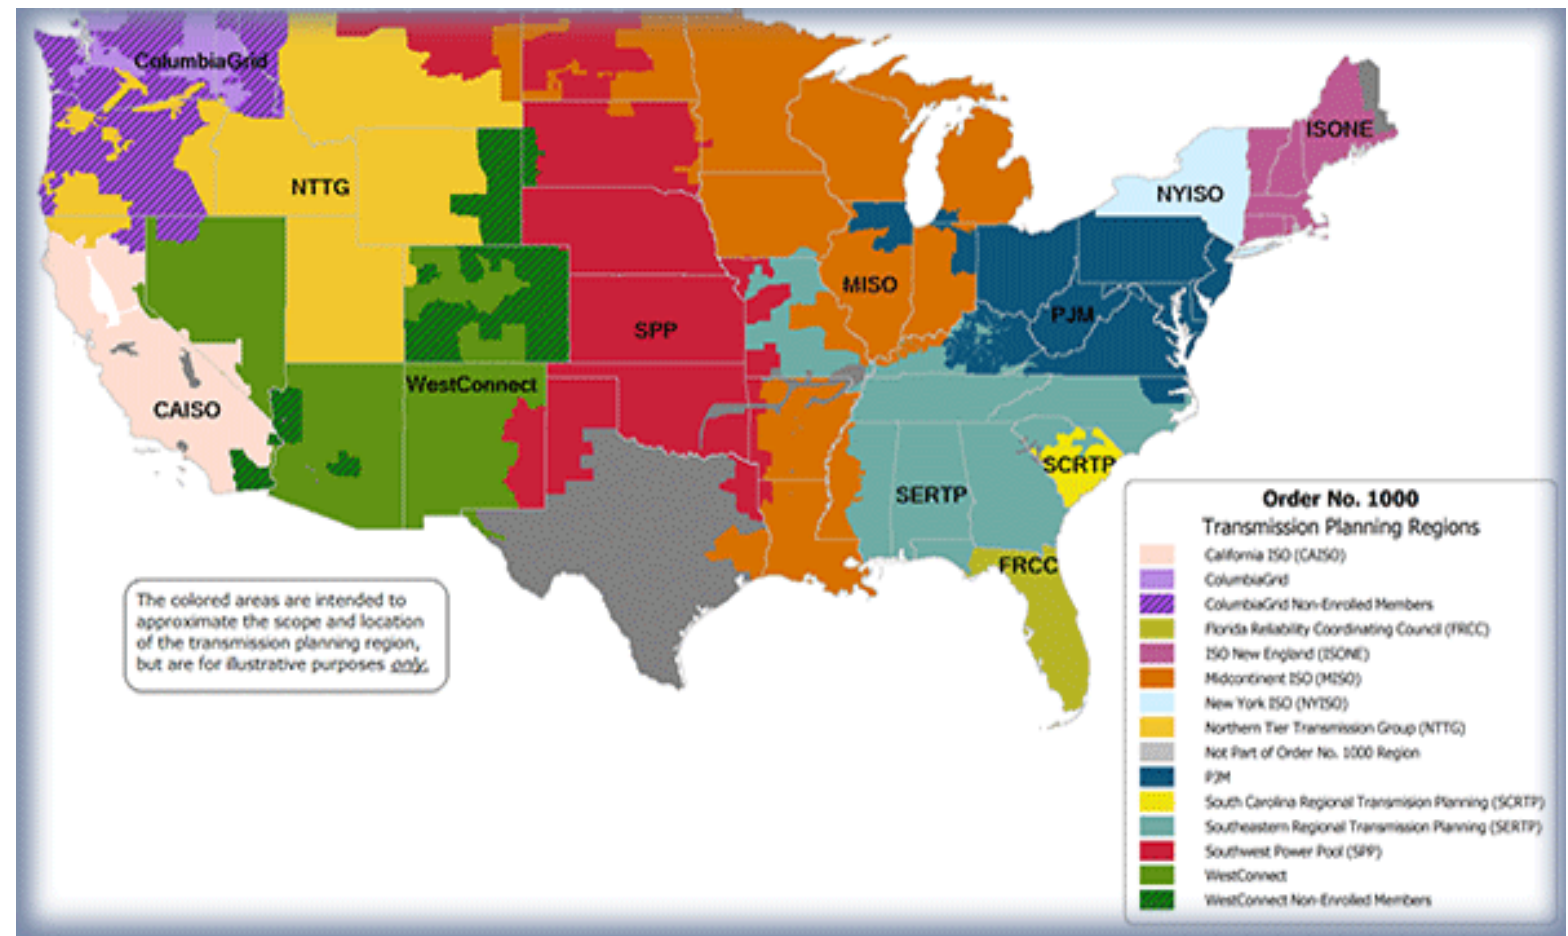 ColumbiaGrid
ISONE
NTTG
NYISO
MISO
PJM
SPP
WestConnect
CAISO
SCRTP
SERTP
FRCC
The colored areas are intended to
approximate the scope and location
of the transmission planning region,
but are for illustrative purposes only.
Order No. 1000
Transmission Planning Regions
California ISO (CAISO)
ColumbiaGrid
ColumbiaGrid Non-Enrolled Members
Florida Reliability Coordinating Council (FRCC)
ISO New England (ISONE)
Midcontinent ISO (MISO)
New York ISO (NYISO)
Northern Tier Transmission Group (NTTG)
Not Part of Order No. 1000 Region
PJM
South Carolina Regional Transmision Planning (SCRTP)
Southeastern Regional Transmission Planning (SERTP)
Southwest Power Pool (SPP)
WestConnect
WestConnect Non-Enrolled Members